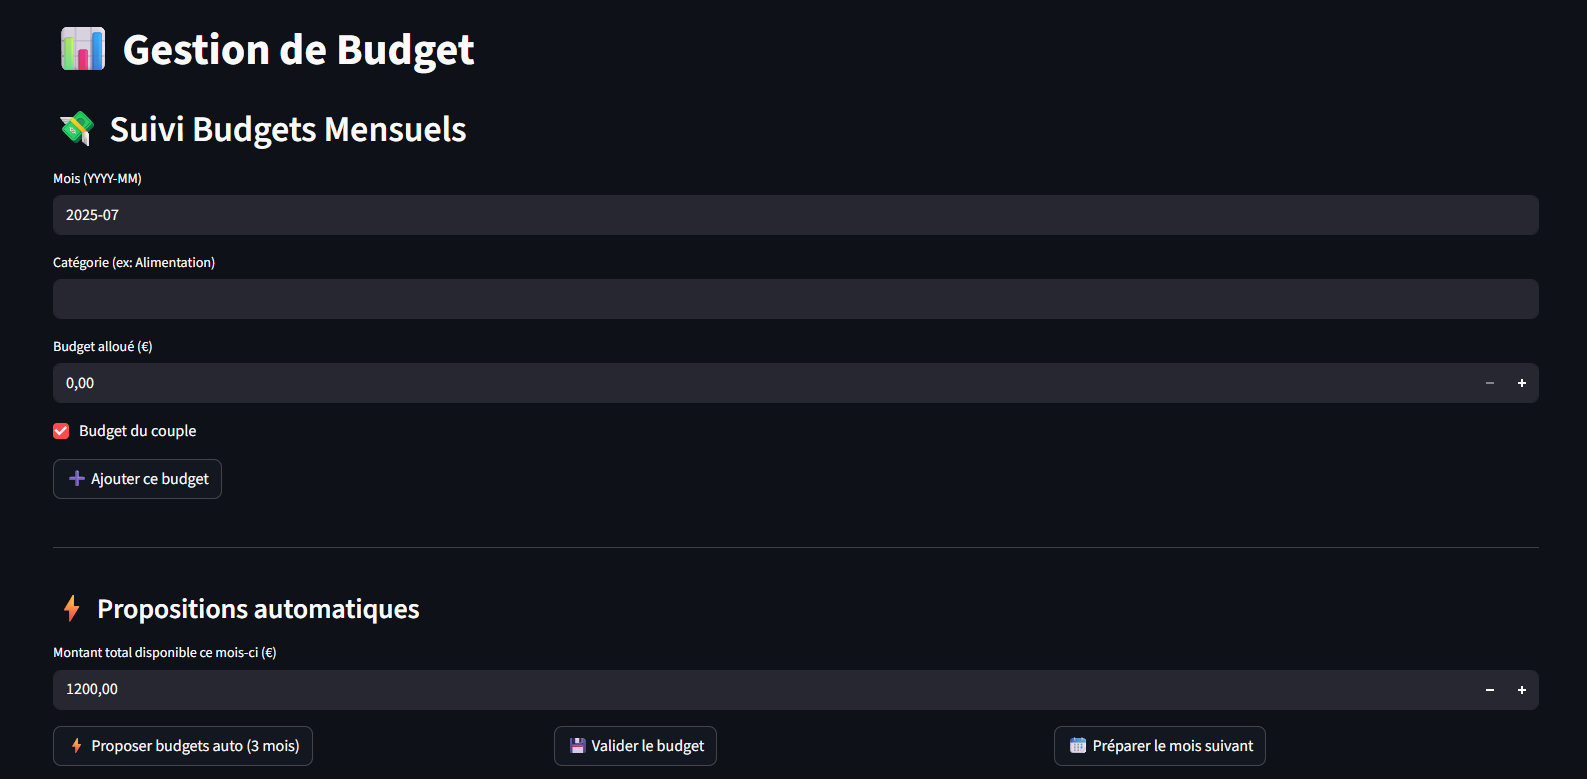 Gestion de Budget
Suivi Budgets Mensuels
Mois (YYYY-MM)
2025-07
Catégorie (ex: Alimentation)
Budget alloué (€)
0,00
Budget du couple
Ajouter ce budget
Propositions automatiques
Montant total disponible ce mois-ci (€)
1200,00
Proposer budgets auto (3 mois) Valider le budget Préparer le mois suivant